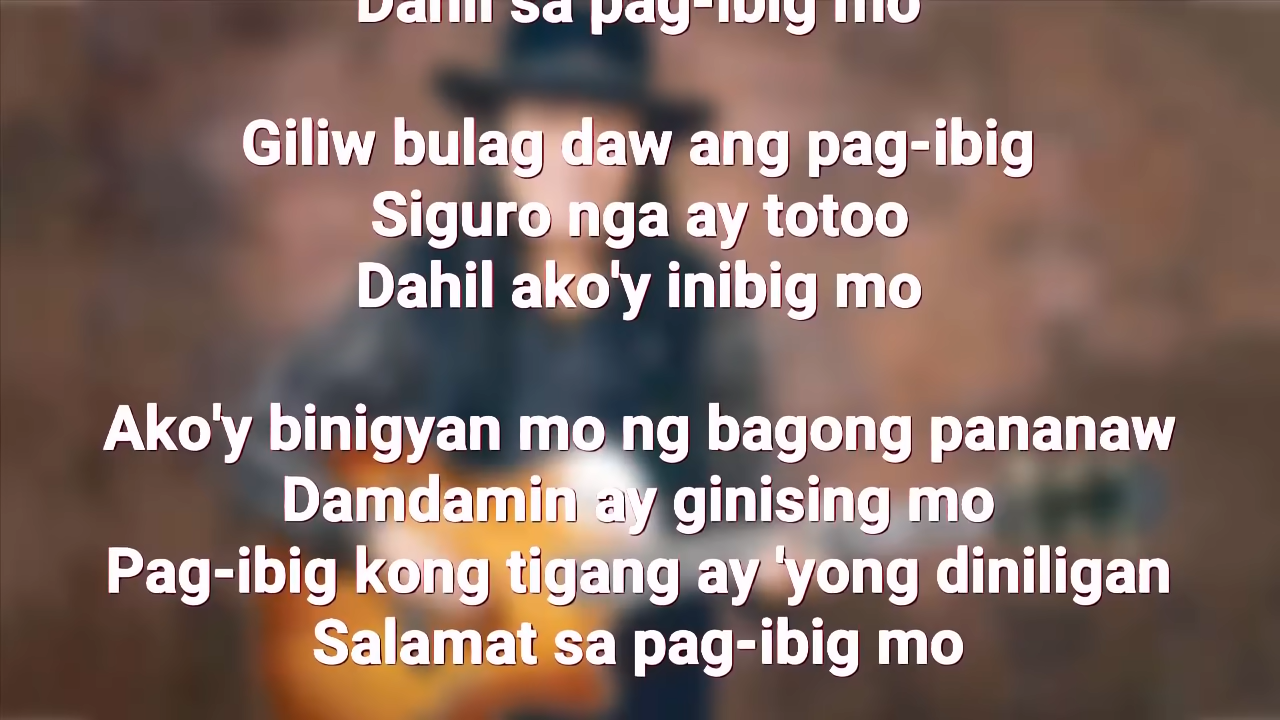 Dahil sa pag-ibig mo
Giliw bulag daw ang pag-ibig
Siguro nga ay totoo
Dahil ako'y inibig mo
Ako'y binigyan mo ng bagong pananaw
Damdamin ay ginising mo
Pag-ibig kong tigang ay 'yong diniligan
Salamat sa pag-ibig mo